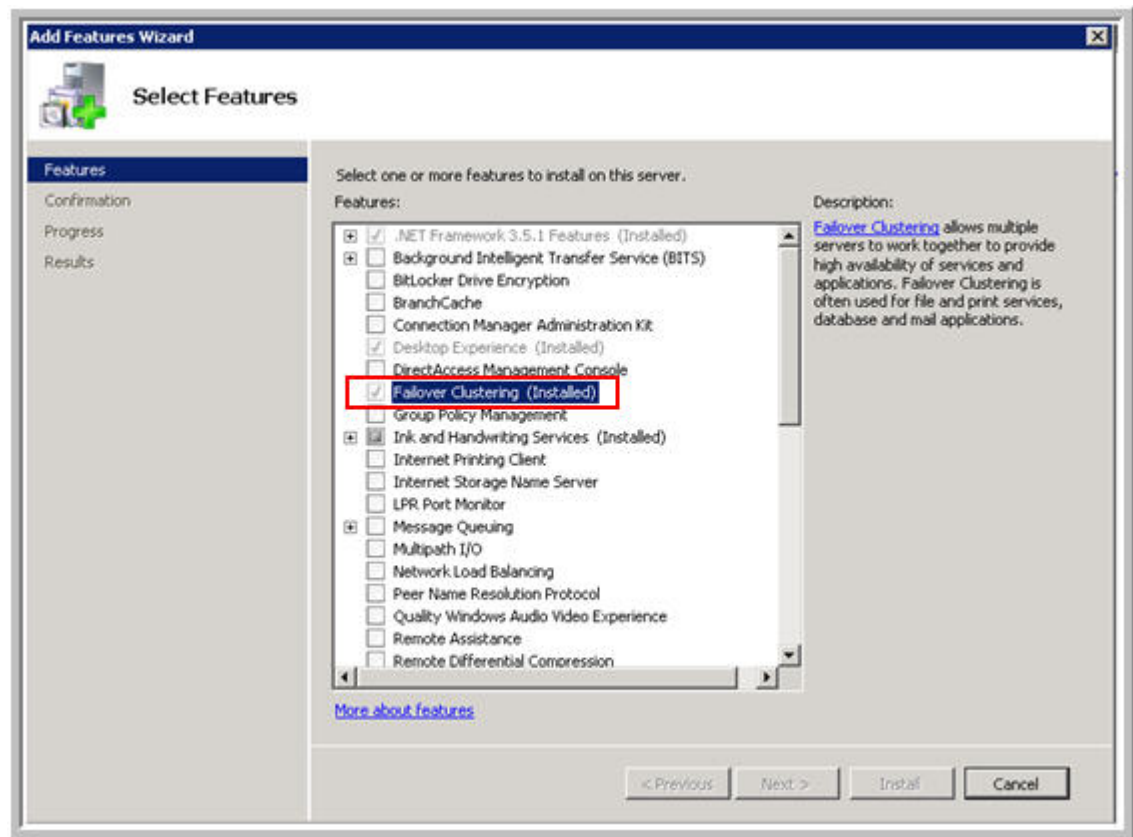 Add Features Wizard
Select Features
Features
Confirmation
Progress
Results
Select one or more features to install on this server.
Features:
.NET Framework 3.5.1 Features (Installed)
Background Intelligent Transfer Service (BITS)
BitLocker Drive Encryption
BranchCache
Connection Manager Administration Kit
Desktop Experience (Installed)
DirectAccess Management Console
Failover Clustering (Installed)
Group Policy Management
Ink and Handwriting Services (Installed)
Internet Printing Client
Internet Storage Name Server
LPR Port Monitor
Message Queuing
Multipath I/O
Network Load Balancing
Peer Name Resolution Protocol
Quality Windows Audio Video Experience
Remote Assistance
Remote Differential Compression
More about features
Description:
Failover Clustering allows multiple
servers to work together to provide
high availability of services and
applications. Failover Clustering is
often used for file and print services,
database and mail applications.
< Previous
Next >
Install
Cancel